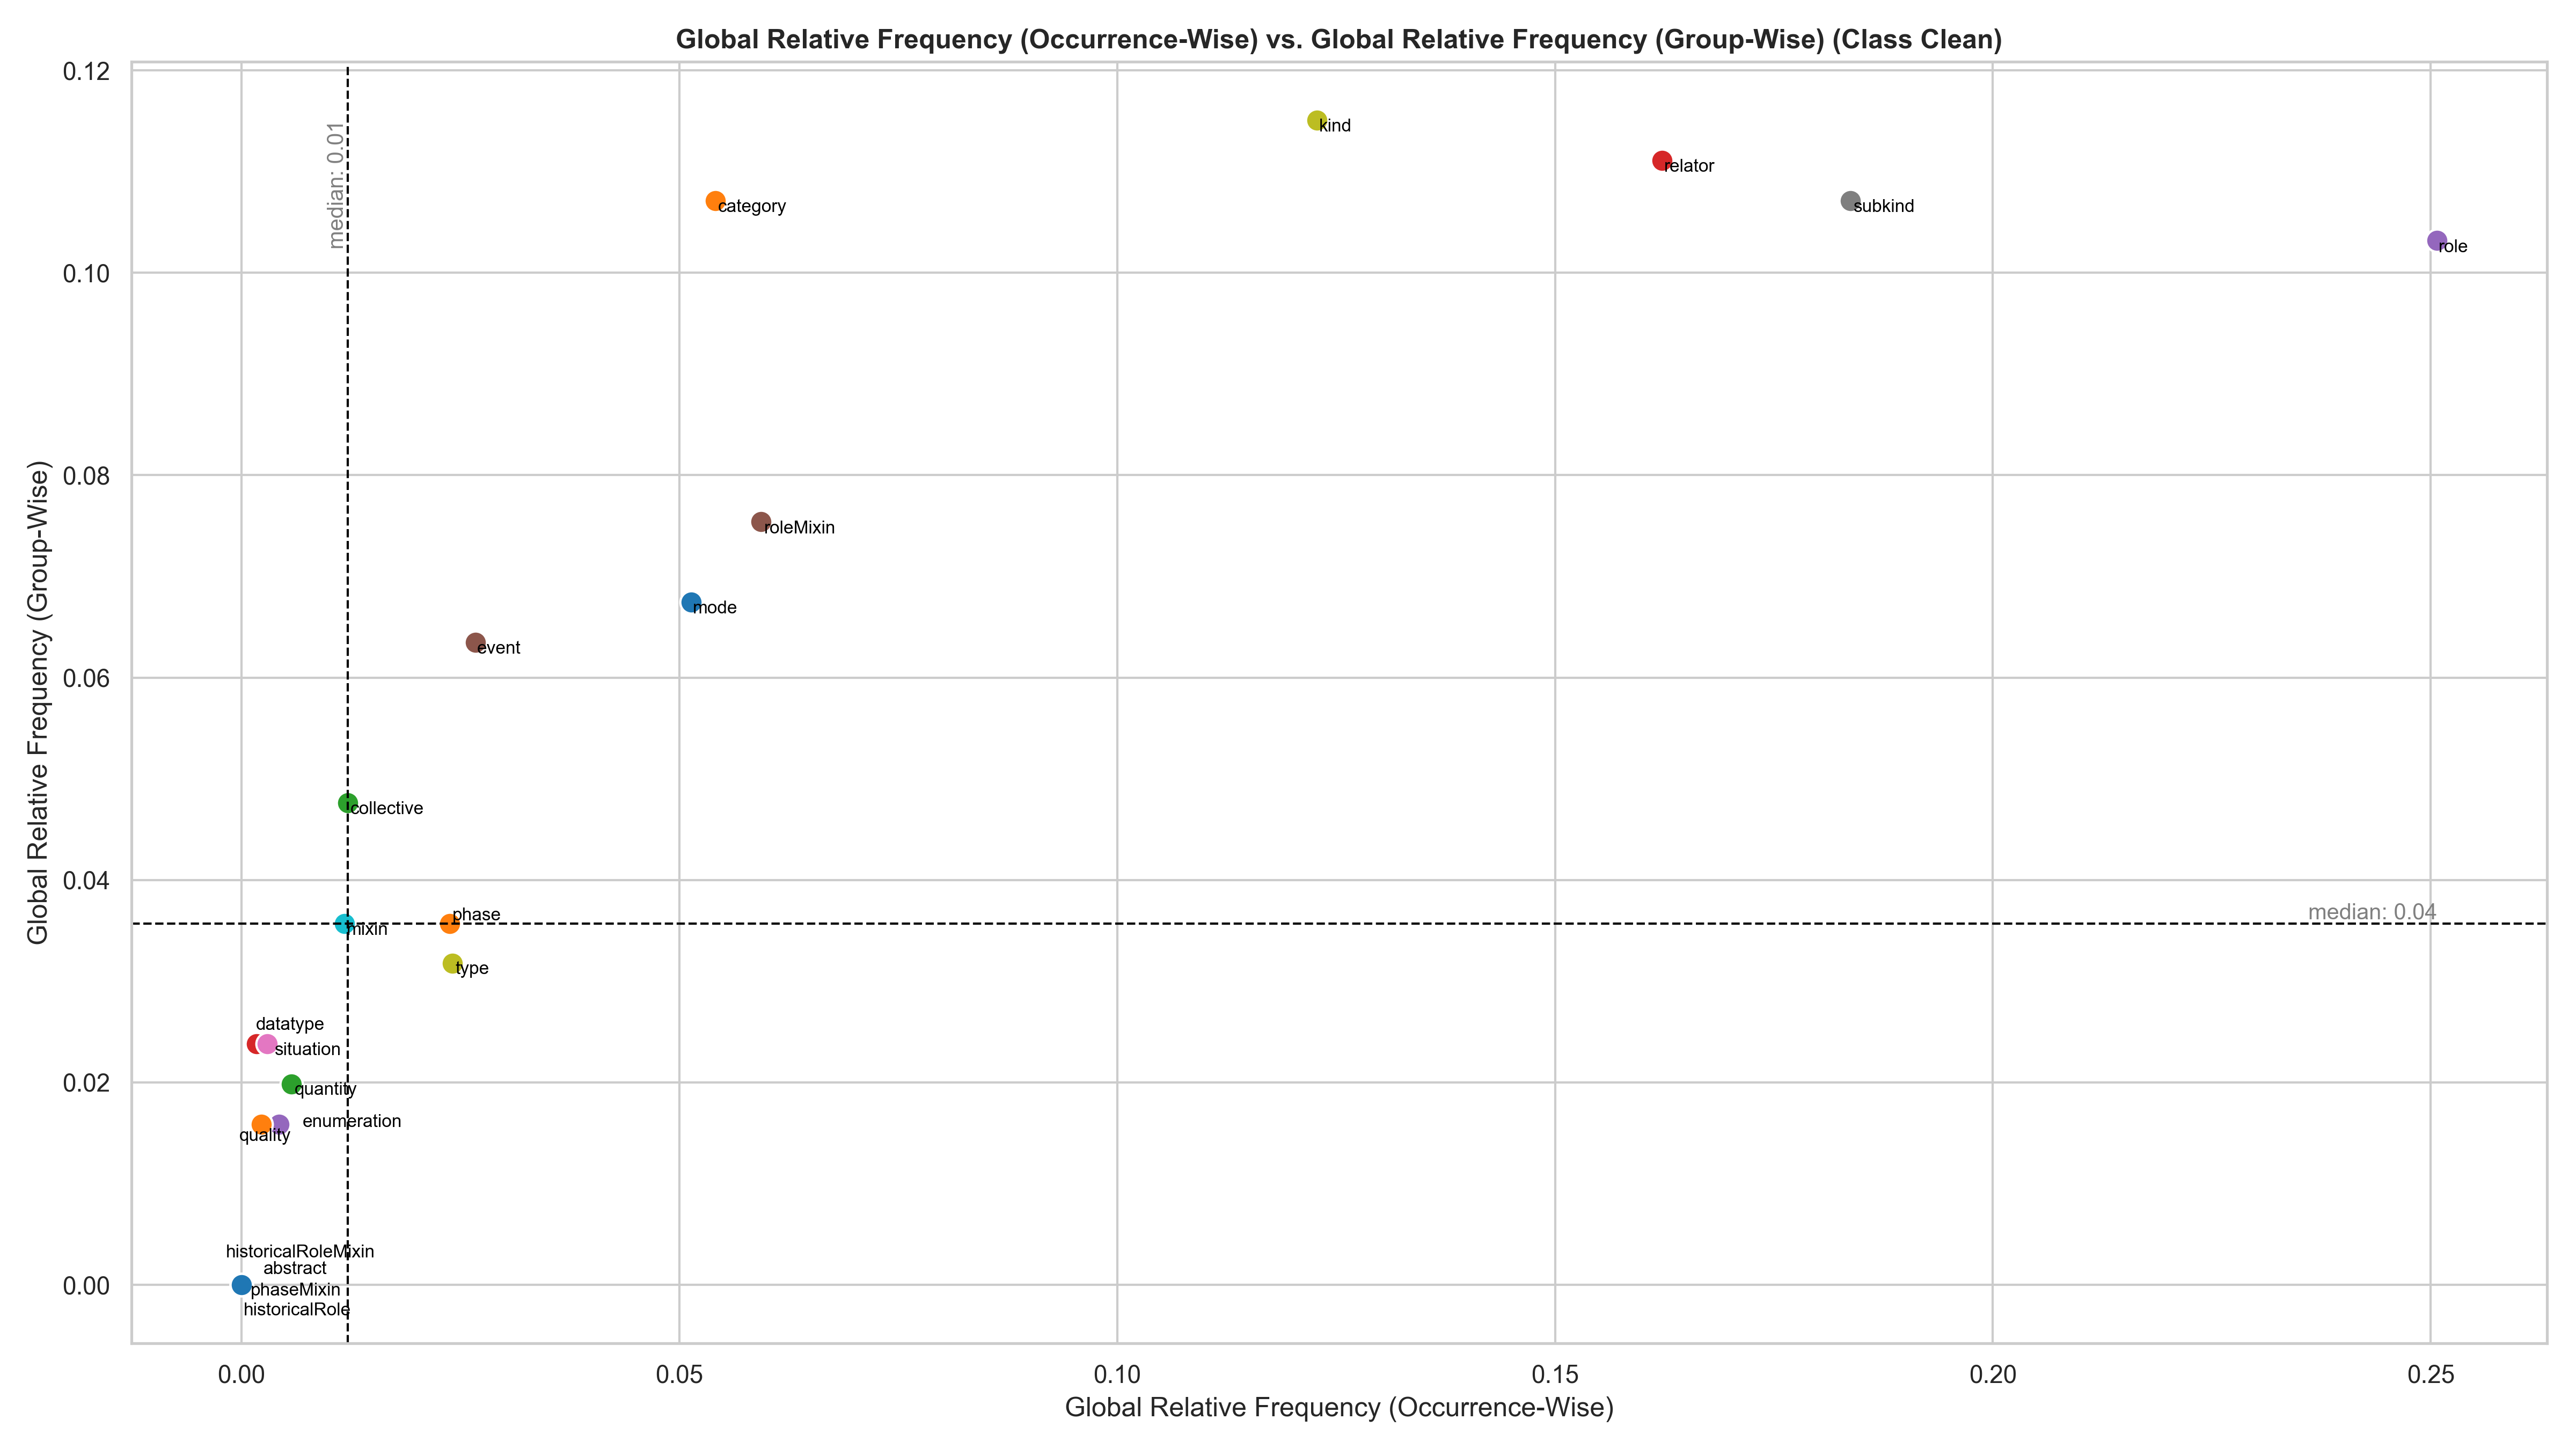 Global Relative Frequency (Occurrence-Wise) vs. Global Relative Frequency (Group-Wise) (Class Clean)
Global Relative Frequency (Group-Wise)
0.12
0.10
0.08
0.06
0.04
0.02
0.00
median: 0.01
kind
relator
category
subkind
role
roleMixin
mode
event
collective
median: 0.04
phase
mixin
type
datatype
situation
quantity
enumeration
quality
historicalRoleMixin
abstract
phaseMixin
historicalRole
0.00
0.05
0.10
0.15
0.20
0.25
Global Relative Frequency (Occurrence-Wise)